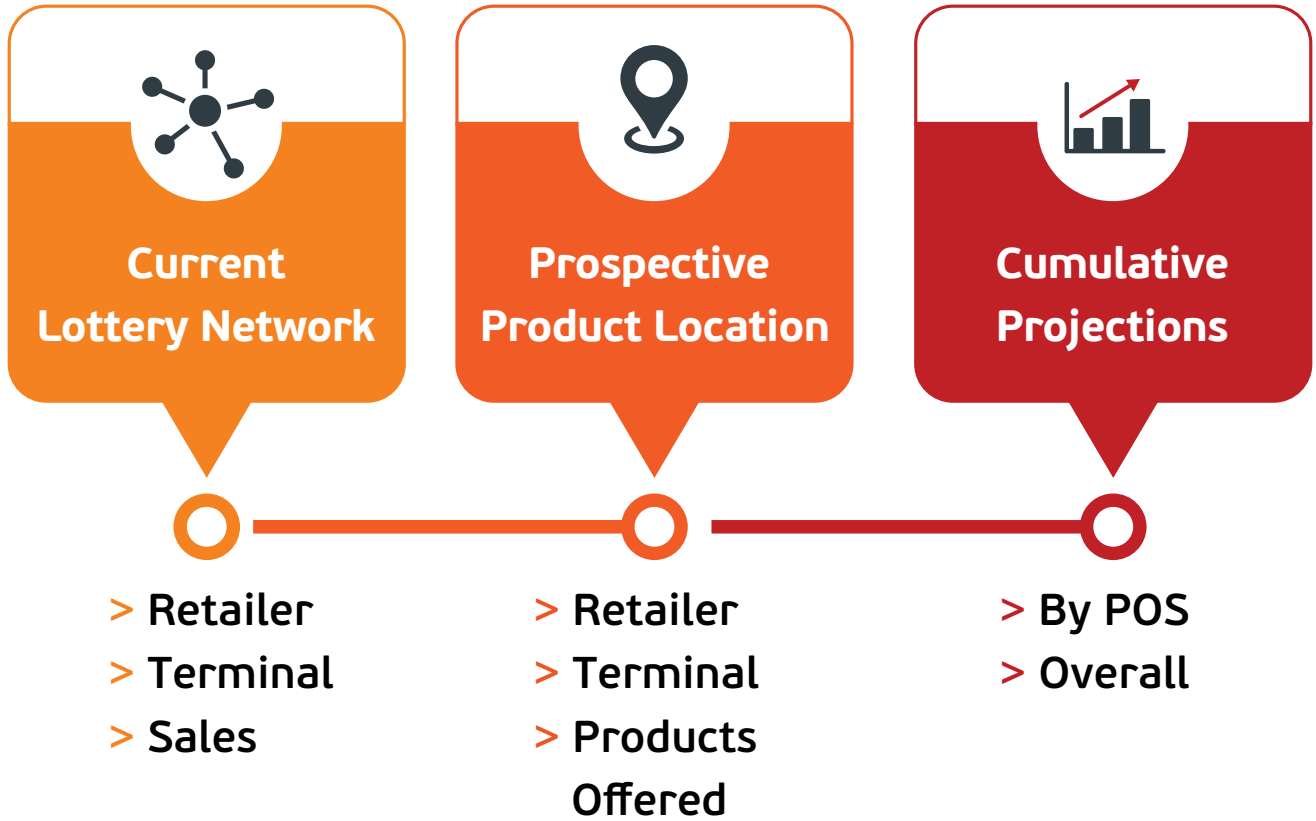 Current
Lottery Network
> Retailer
> Terminal
> Sales
Prospective
Product Location
> Retailer
> Terminal
> Products
Offered
Cumulative
Projections
> By POS
> Overall